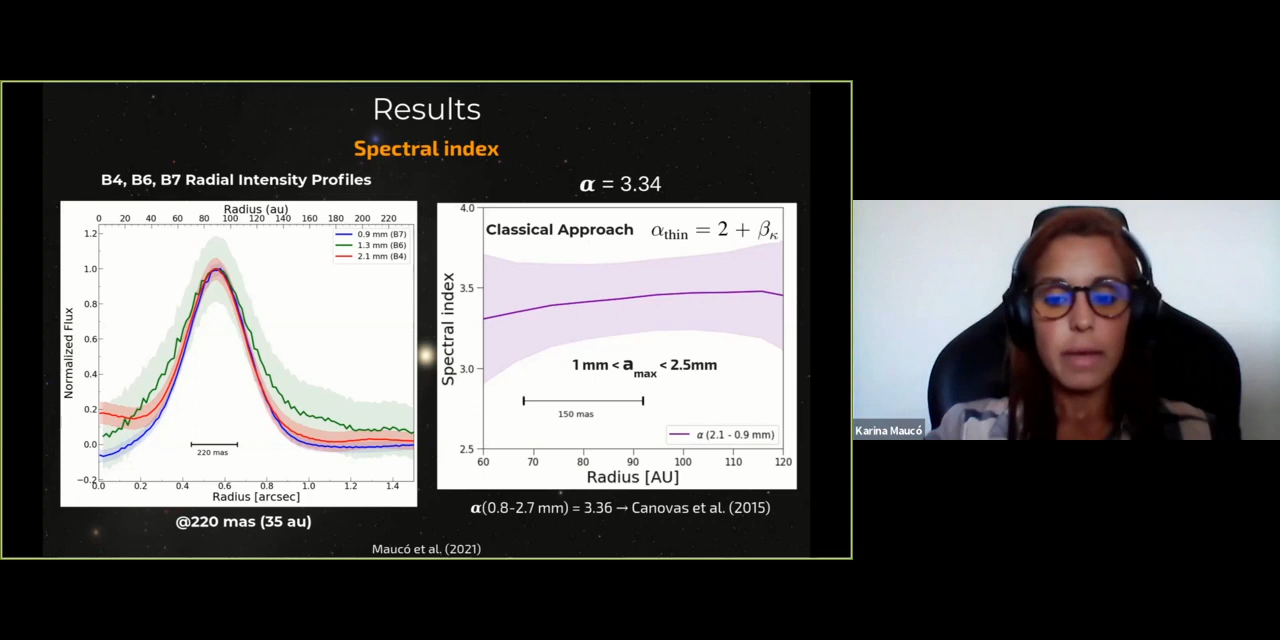 Results
Spectral index
B4, B6, B7 Radial Intensity Profiles
Radius (au)
0 20 40 60 80 100 120 140 160 180 200 220
1.2
1.0
0.8
0.6
0.4
0.2
0.0
−0.2
Normalized Flux
0.9 mm (B7)
1.3 mm (B6)
2.1 mm (B4)
220 mas
0.0 0.2 0.4 0.6 0.8 1.0 1.2 1.4
Radius [arcsec]
@220 mas (35 au)
α = 3.34
4.0
3.5
3.0
2.5
Spectral index
Classical Approach α_thin = 2 + β_κ
1 mm < a_max < 2.5mm
150 mas
α (2.1 - 0.9 mm)
60 70 80 90 100 110 120
Radius [AU]
α(0.8-2.7 mm) = 3.36 → Canovas et al. (2015)
Maucó et al. (2021)
Karina Maucó